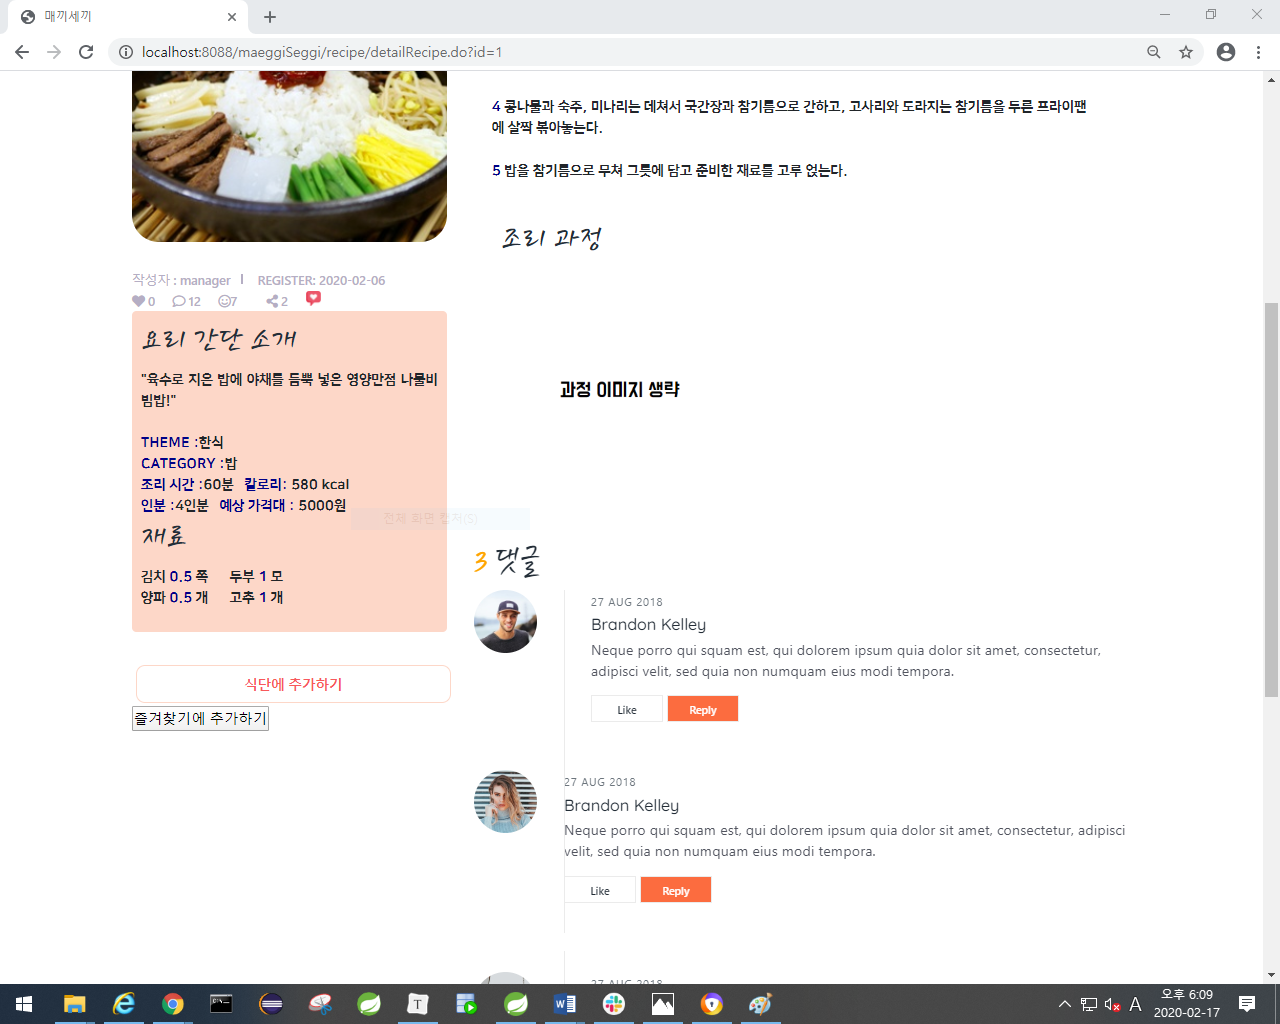 매끼세끼
localhost:8088/maeggiSeggi/recipe/detailRecipe.do?id=1
4 콩나물과 숙주, 미나리는 데쳐서 국간장과 참기름으로 간하고, 고사리와 도라지는 참기름을 두른 프라이팬
에 살짝 볶아놓는다.
5 밥을 참기름으로 무쳐 그릇에 담고 준비한 재료를 고루 얹는다.
조리 과정
작성자 : manager | REGISTER: 2020-02-06
0 12 7 2
요리 간단 소개
"육수로 지은 밥에 야채를 듬뿍 넣은 영양만점 나물비
빔밥!"
THEME :한식
CATEGORY :밥
조리 시간 :60분 칼로리: 580 kcal
인분 :4인분 예상 가격대 : 5000원
재료
김치 0.5 쪽 두부 1 모
양파 0.5 개 고추 1 개
식단에 추가하기
즐겨찾기에 추가하기
과정 이미지 생략
전체 화면 캡처(S)
3 댓글
27 AUG 2018
Brandon Kelley
Neque porro qui squam est, qui dolorem ipsum quia dolor sit amet, consectetur,
adipisci velit, sed quia non numquam eius modi tempora.
Like Reply
27 AUG 2018
Brandon Kelley
Neque porro qui squam est, qui dolorem ipsum quia dolor sit amet, consectetur, adipisci
velit, sed quia non numquam eius modi tempora.
Like Reply
27 AUG 2018
A
오후 6:09
2020-02-17